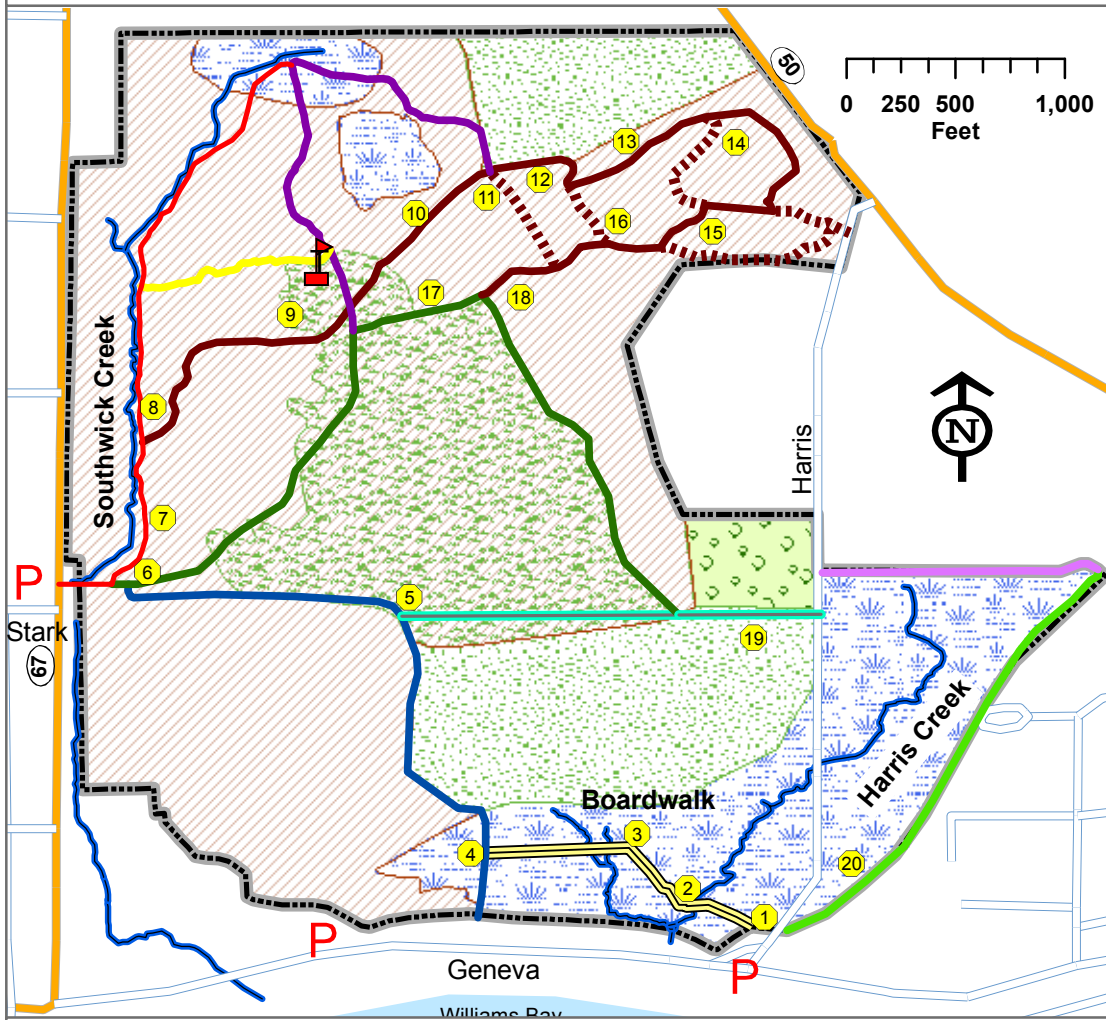 50
0 250 500 1,000
Feet
13
14
12
11
10
16
15
N
17
18
9
Southwick Creek
Harris
8
7
P
6
5
Stark
67
19
Harris Creek
Boardwalk
3
4
20
2
1
P
P
Geneva
Williams Bay